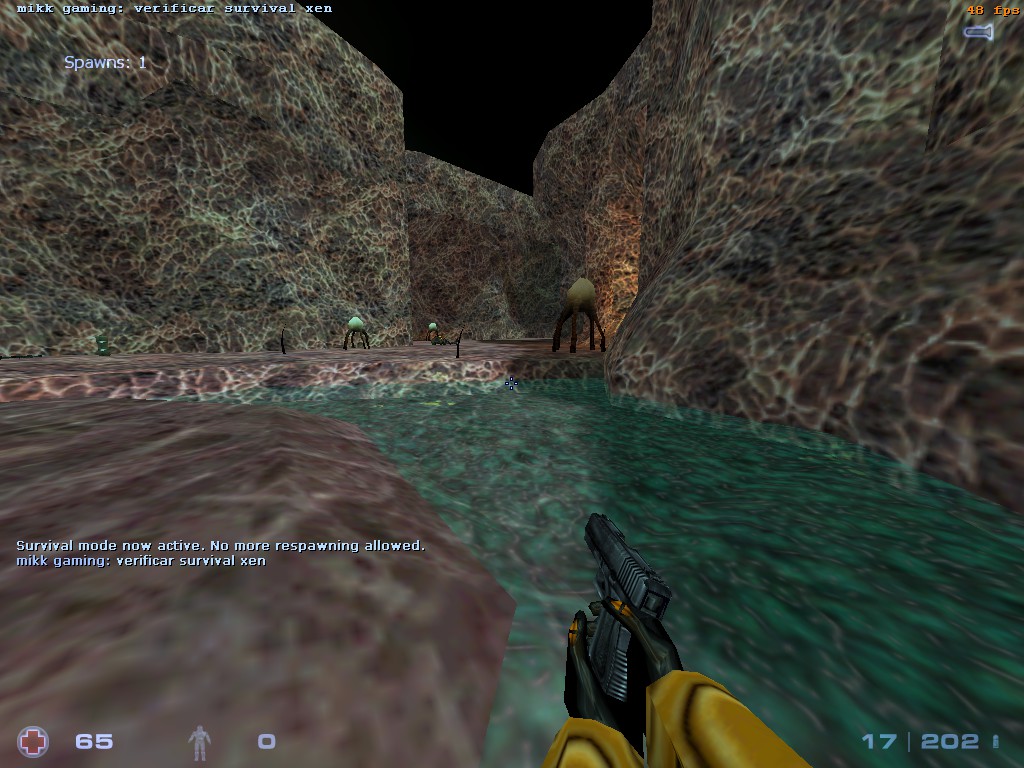 mikk gaming: verificar survival xen
48 fps
Spawns: 1
Survival mode now active. No more respawning allowed.
mikk gaming: verificar survival xen
65
0
17 | 202